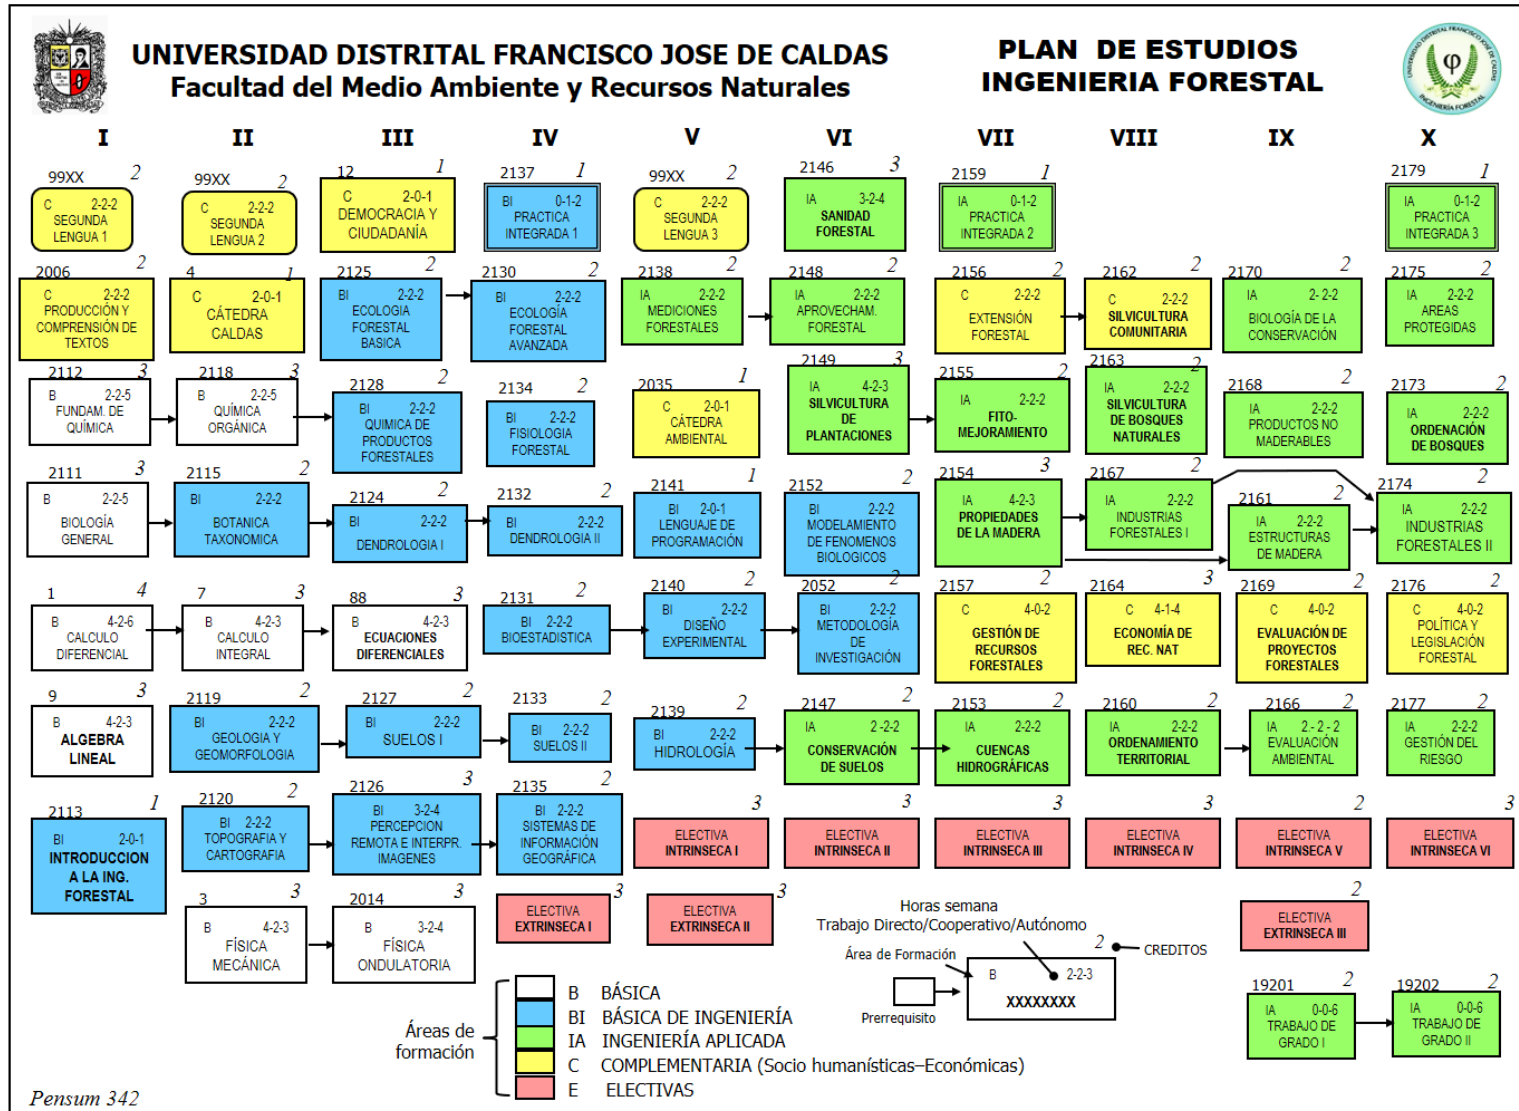 UNIVERSIDAD DISTRITAL FRANCISCO JOSE DE CALDAS
Facultad del Medio Ambiente y Recursos Naturales
PLAN DE ESTUDIOS
INGENIERIA FORESTAL
UNIVERSIDAD DISTRITAL FRANCISCO JOSÉ DE CALDAS
INGENIERÍA FORESTAL
I II III IV V VI VII VIII IX X
99XX 2
C 2-2-2
SEGUNDA
LENGUA 1
99XX 2
C 2-2-2
SEGUNDA
LENGUA 2
12 1
C 2-0-1
DEMOCRACIA Y
CIUDADANÍA
2137 1
BI 0-1-2
PRACTICA
INTEGRADA 1
99XX 2
C 2-2-2
SEGUNDA
LENGUA 3
2146 3
IA 3-2-4
SANIDAD
FORESTAL
2159 1
IA 0-1-2
PRACTICA
INTEGRADA 2
2179 1
IA 0-1-2
PRACTICA
INTEGRADA 3
2006 2
C 2-2-2
PRODUCCIÓN Y
COMPRENSIÓN DE
TEXTOS
4 1
C 2-0-1
CÁTEDRA
CALDAS
2125 2
BI 2-2-2
ECOLOGIA
FORESTAL
BASICA
2130 2
BI 2-2-2
ECOLOGÍA
FORESTAL
AVANZADA
2138 2
IA 2-2-2
MEDICIONES
FORESTALES
2148 2
IA 2-2-2
APROVECHAM.
FORESTAL
2156 2
C 2-2-2
EXTENSIÓN
FORESTAL
2162 2
C 2-2-2
SILVICULTURA
COMUNITARIA
2170 2
IA 2- 2-2
BIOLOGÍA DE LA
CONSERVACIÓN
2175 2
IA 2-2-2
AREAS
PROTEGIDAS
2112 3
B 2-2-5
FUNDAM. DE
QUÍMICA
2118 3
B 2-2-5
QUÍMICA
ORGÁNICA
2128 2
BI 2-2-2
QUIMICA DE
PRODUCTOS
FORESTALES
2134 2
BI 2-2-2
FISIOLOGIA
FORESTAL
2035 1
C 2-0-1
CÁTEDRA
AMBIENTAL
2149 3
IA 4-2-3
SILVICULTURA
DE
PLANTACIONES
2155 2
IA 2-2-2
FITO-
MEJORAMIENTO
2163 2
IA 2-2-2
SILVICULTURA
DE BOSQUES
NATURALES
2168 2
IA 2-2-2
PRODUCTOS NO
MADERABLES
2173 2
IA 2-2-2
ORDENACIÓN
DE BOSQUES
2111 3
B 2-2-5
BIOLOGÍA
GENERAL
2115 2
BI 2-2-2
BOTANICA
TAXONOMICA
2124 2
BI 2-2-2
DENDROLOGIA I
2132 2
BI 2-2-2
DENDROLOGIA II
2141 1
BI 2-0-1
LENGUAJE DE
PROGRAMACIÓN
2152 2
BI 2-2-2
MODELAMIENTO
DE FENOMENOS
BIOLOGICOS
2154 3
IA 4-2-3
PROPIEDADES
DE LA MADERA
2167 2
IA 2-2-2
INDUSTRIAS
FORESTALES I
2161 2
IA 2-2-2
ESTRUCTURAS
DE MADERA
2174 2
IA 2-2-2
INDUSTRIAS
FORESTALES II
1 4
B 4-2-6
CALCULO
DIFERENCIAL
7 3
B 4-2-3
CALCULO
INTEGRAL
88 3
B 4-2-3
ECUACIONES
DIFERENCIALES
2131 2
BI 2-2-2
BIOESTADISTICA
2140 2
BI 2-2-2
DISEÑO
EXPERIMENTAL
2052 2
BI 2-2-2
METODOLOGÍA
DE
INVESTIGACIÓN
2157 2
C 4-0-2
GESTIÓN DE
RECURSOS
FORESTALES
2164 3
C 4-1-4
ECONOMÍA DE
REC. NAT
2169 2
C 4-0-2
EVALUACIÓN DE
PROYECTOS
FORESTALES
2176 2
C 4-0-2
POLÍTICA Y
LEGISLACIÓN
FORESTAL
9 3
B 4-2-3
ALGEBRA
LINEAL
2119 2
BI 2-2-2
GEOLOGIA Y
GEOMORFOLOGIA
2127 2
BI 2-2-2
SUELOS I
2133 2
BI 2-2-2
SUELOS II
2139 2
BI 2-2-2
HIDROLOGÍA
2147 2
IA 2 -2-2
CONSERVACIÓN
DE SUELOS
2153 2
IA 2-2-2
CUENCAS
HIDROGRÁFICAS
2160 2
IA 2-2-2
ORDENAMIENTO
TERRITORIAL
2166 2
IA 2.- 2 - 2
EVALUACIÓN
AMBIENTAL
2177 2
IA 2-2-2
GESTIÓN DEL
RIESGO
2113 1
BI 2-0-1
INTRODUCCION
A LA ING.
FORESTAL
2120 2
BI 2-2-2
TOPOGRAFIA Y
CARTOGRAFIA
2126 3
BI 3-2-4
PERCEPCION
REMOTA E INTERPR.
IMAGENES
2135 2
BI 2-2-2
SISTEMAS DE
INFORMACIÓN
GEOGRÁFICA
3
ELECTIVA
INTRINSECA I
3
ELECTIVA
INTRINSECA II
3
ELECTIVA
INTRINSECA III
3
ELECTIVA
INTRINSECA IV
2
ELECTIVA
INTRINSECA V
3
ELECTIVA
INTRINSECA VI
3 3
B 4-2-3
FÍSICA
MECÁNICA
2014 3
B 3-2-4
FÍSICA
ONDULATORIA
3
ELECTIVA
EXTRINSECA I
3
ELECTIVA
EXTRINSECA II
2
ELECTIVA
EXTRINSECA III
Horas semana
Trabajo Directo/Cooperativo/Autónomo
Área de Formación
2 CREDITOS
B 2-2-3
XXXXXXXX
Prerrequisito
19201 2
IA 0-0-6
TRABAJO DE
GRADO I
19202 2
IA 0-0-6
TRABAJO DE
GRADO II
Áreas de
formación
B BÁSICA
BI BÁSICA DE INGENIERÍA
IA INGENIERÍA APLICADA
C COMPLEMENTARIA (Socio humanísticas–Económicas)
E ELECTIVAS
Pensum 342